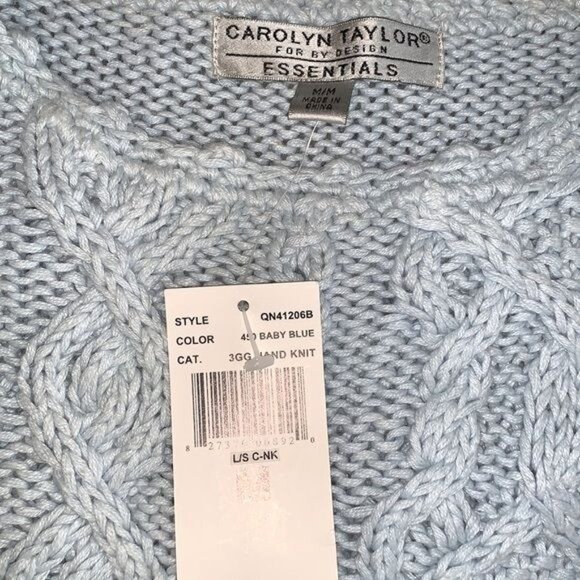 CAROLYN TAYLOR®
FOR BY DESIGN
ESSENTIALS
M/M
MADE IN
CHINA
STYLE QN41206B
COLOR 450 BABY BLUE
CAT. 3GG HAND KNIT
L/S C-NK